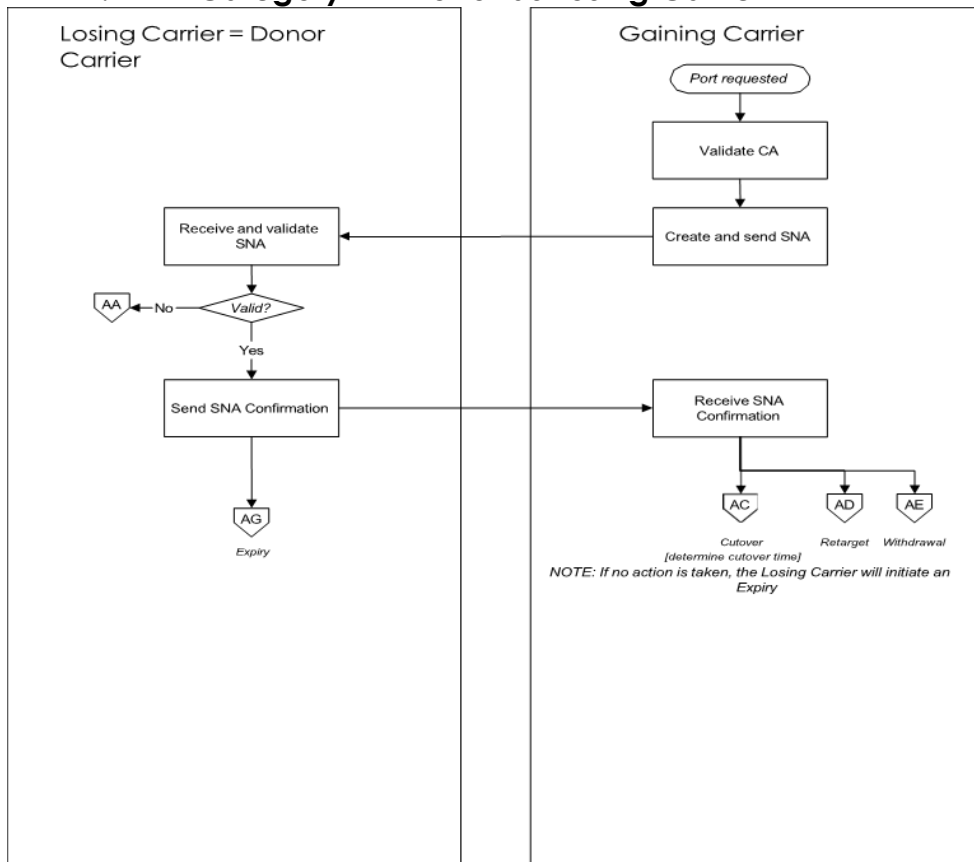 Losing Carrier = Donor
Carrier
Gaining Carrier
Port requested
Validate CA
Receive and validate
SNA
Create and send SNA
AA
No
Valid?
Yes
Send SNA Confirmation
Receive SNA
Confirmation
AG
Expiry
AC
AD
AE
Cutover
[determine cutover time]
Retarget
Withdrawal
NOTE: If no action is taken, the Losing Carrier will initiate an
Expiry